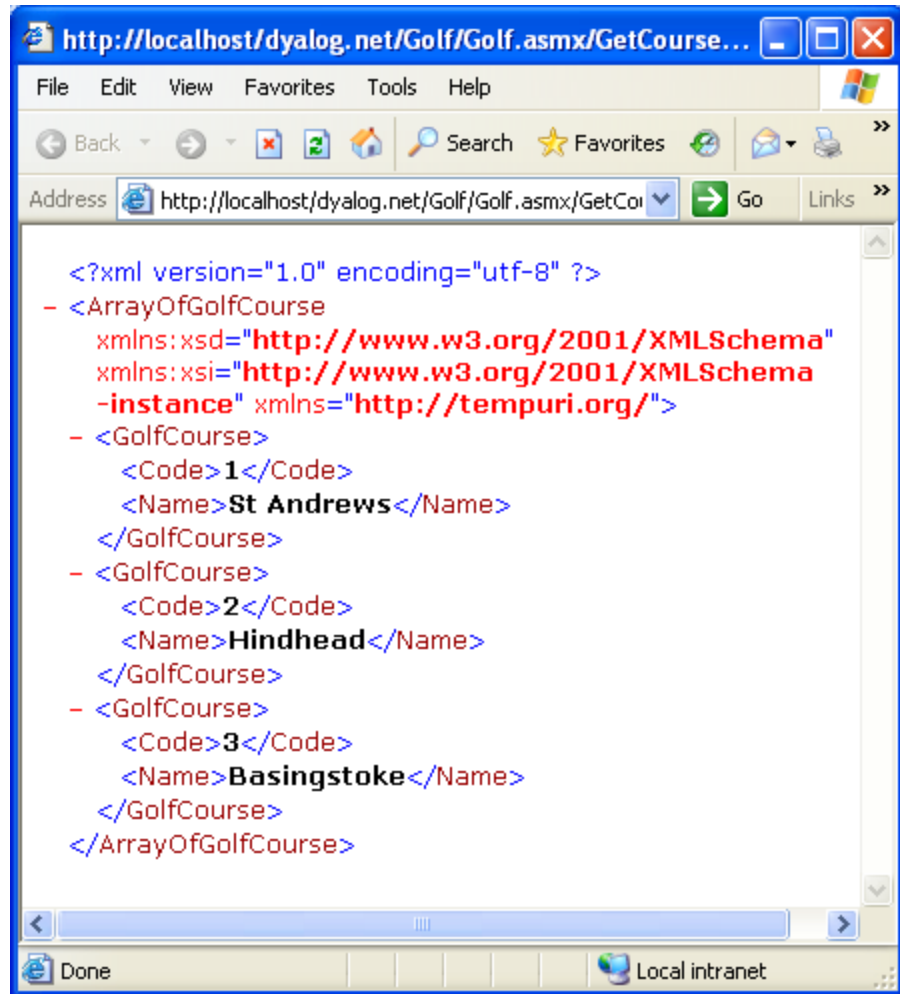 http://localhost/dyalog.net/Golf/Golf.asmx/GetCourse...
File Edit View Favorites Tools Help
Back Search Favorites »
Address http://localhost/dyalog.net/Golf/Golf.asmx/GetCou Go Links »
<?xml version="1.0" encoding="utf-8" ?>
– <ArrayOfGolfCourse
xmlns:xsd="http://www.w3.org/2001/XMLSchema"
xmlns:xsi="http://www.w3.org/2001/XMLSchema
-instance" xmlns="http://tempuri.org/">
– <GolfCourse>
<Code>1</Code>
<Name>St Andrews</Name>
</GolfCourse>
– <GolfCourse>
<Code>2</Code>
<Name>Hindhead</Name>
</GolfCourse>
– <GolfCourse>
<Code>3</Code>
<Name>Basingstoke</Name>
</GolfCourse>
</ArrayOfGolfCourse>
Done Local intranet